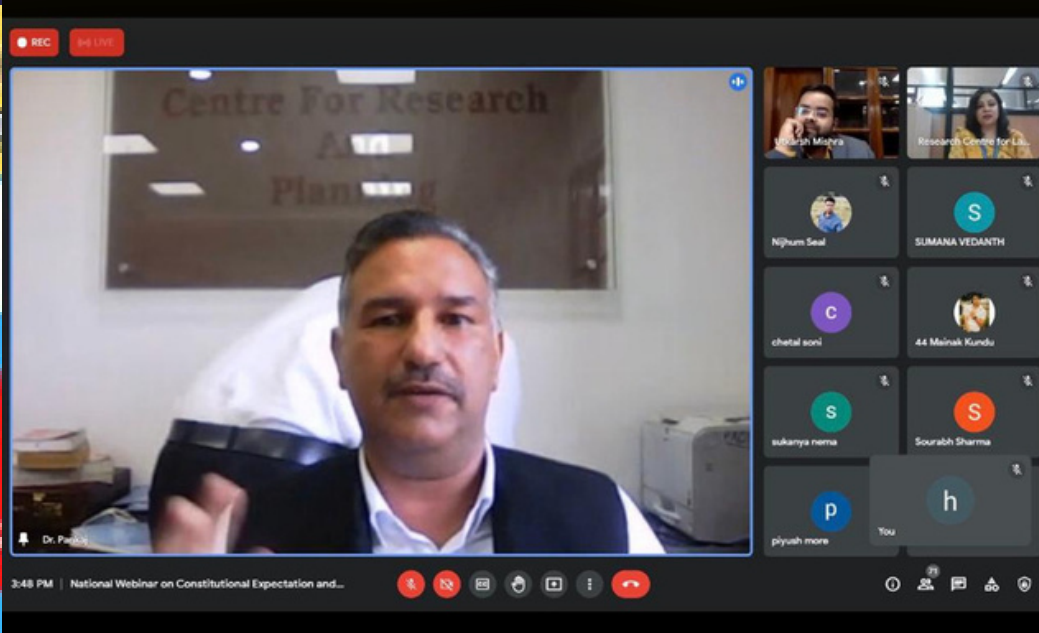 REC
LIVE
Centre For Research
And
Planning
Utkarsh Mishra
Research Centre for La...
Nijhum Seal
S
SUMANA VEDANTH
c
chetal soni
44 Mainak Kundu
s
sukanya nema
S
Sourabh Sharma
Dr. Pankaj
p
piyush more
h
You
3:48 PM | National Webinar on Constitutional Expectation and...
71